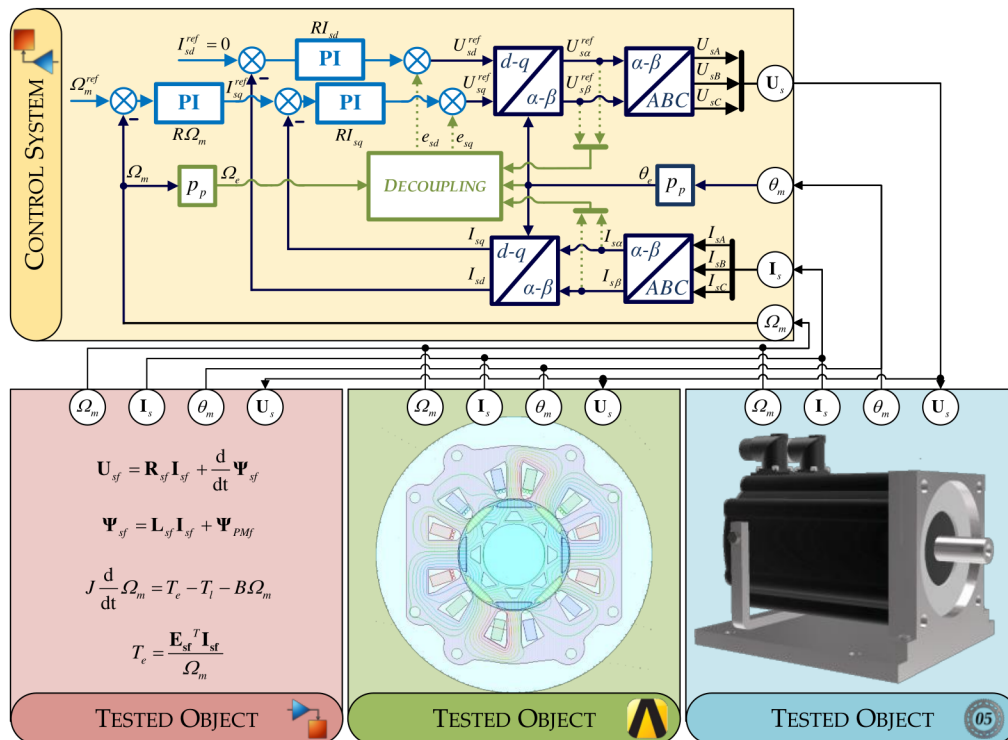 CONTROL SYSTEM
I_sd^ref = 0
RI_sd
PI
U_sd^ref
d-q
α-β
U_sα^ref
α-β
ABC
U_sA
U_sB
U_sC
U_s
Ω_m^ref
PI
RΩ_m
I_sq^ref
PI
RI_sq
U_sq^ref
U_sβ^ref
e_sd
e_sq
Ω_m
p_p
Ω_e
DECOUPLING
θ_e
p_p
θ_m
I_sq
I_sd
d-q
α-β
I_sα
I_sβ
α-β
ABC
I_sA
I_sB
I_sC
I_s
Ω_m
Ω_m
I_s
θ_m
U_s
Ω_m
I_s
θ_m
U_s
Ω_m
I_s
θ_m
U_s
U_sf = R_sf I_sf + d/dt Ψ_sf
Ψ_sf = L_sf I_sf + Ψ_PMf
J d/dt Ω_m = T_e − T_l − BΩ_m
T_e = E_sf^T I_sf / Ω_m
TESTED OBJECT
TESTED OBJECT
TESTED OBJECT
05